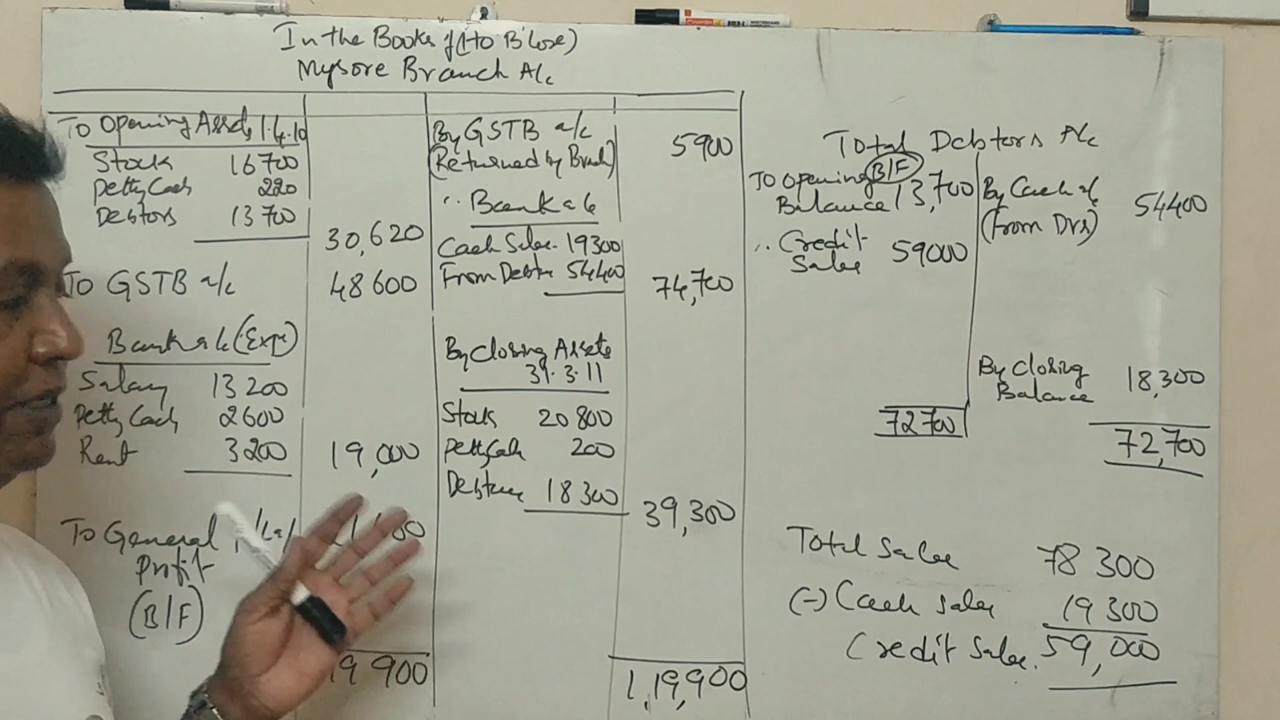 In the Books of (to B'lore)
Mysore Branch A/c
To Opening Assets 1.4.10
Stock 16700
Petty Cash 220
Debtors 13700
30,620
To GSTB a/c 48600
Bank a/c (Exp)
Salary 13200
Petty Cash 2600
Rent 3200 19,000
To General
Profit
(B/F)
9 900
By GSTB a/c 5900
(Returned by Branch)
,, Bank a/c
Cash Sales 19300
From Debtors 54400 74,700
By Closing Assets
31.3.11
Stock 20800
Petty Cash 200
Debtors 18300 39,300
1,19,900
Total Debtors A/c
To Opening B/F
Balance 13,700
,, Credit
Sales 59000
72700
By Cash a/c
(From Drs) 54400
By Closing
Balance 18,300
72,700
Total Sales 78300
(-) Cash Sales 19300
Credit Sales. 59,000